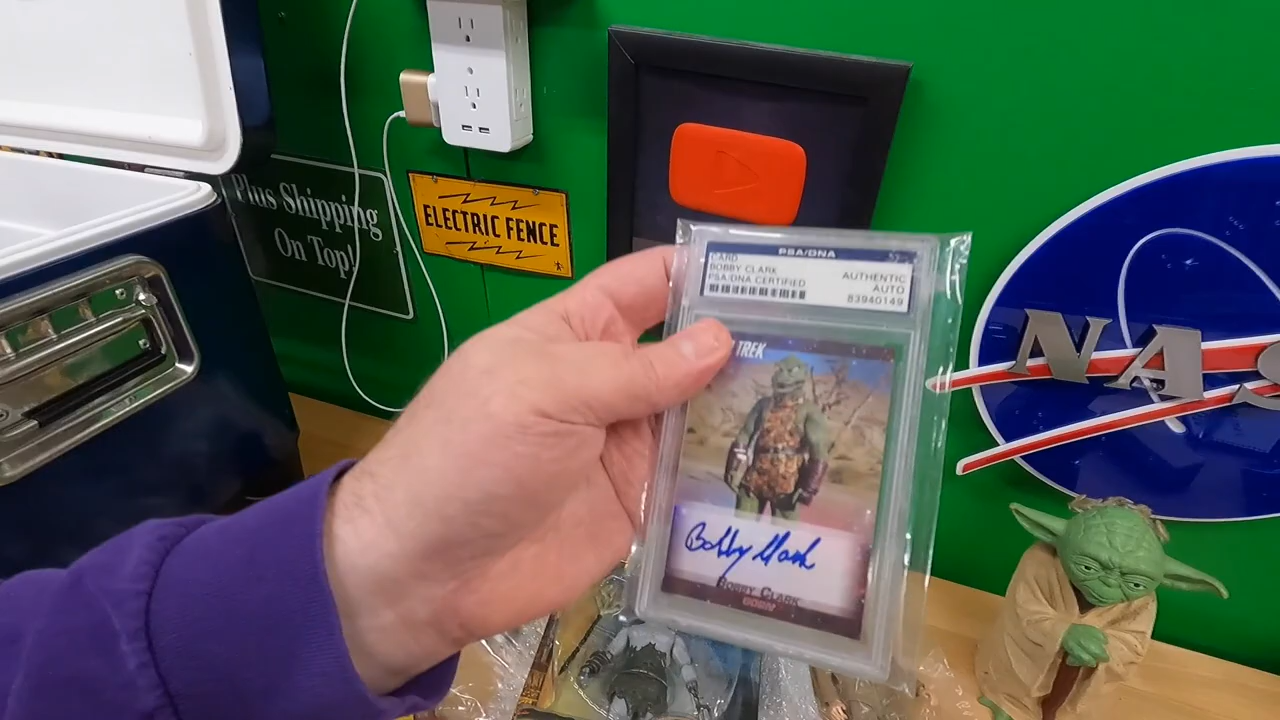 Plus Shipping
On Top!
ELECTRIC FENCE
PSA/DNA
CARD
BOBBY CLARK
PSA/DNA CERTIFIED
AUTHENTIC
AUTO
83940149
TREK
Bobby Clark
BOBBY CLARK
GORN
NAS